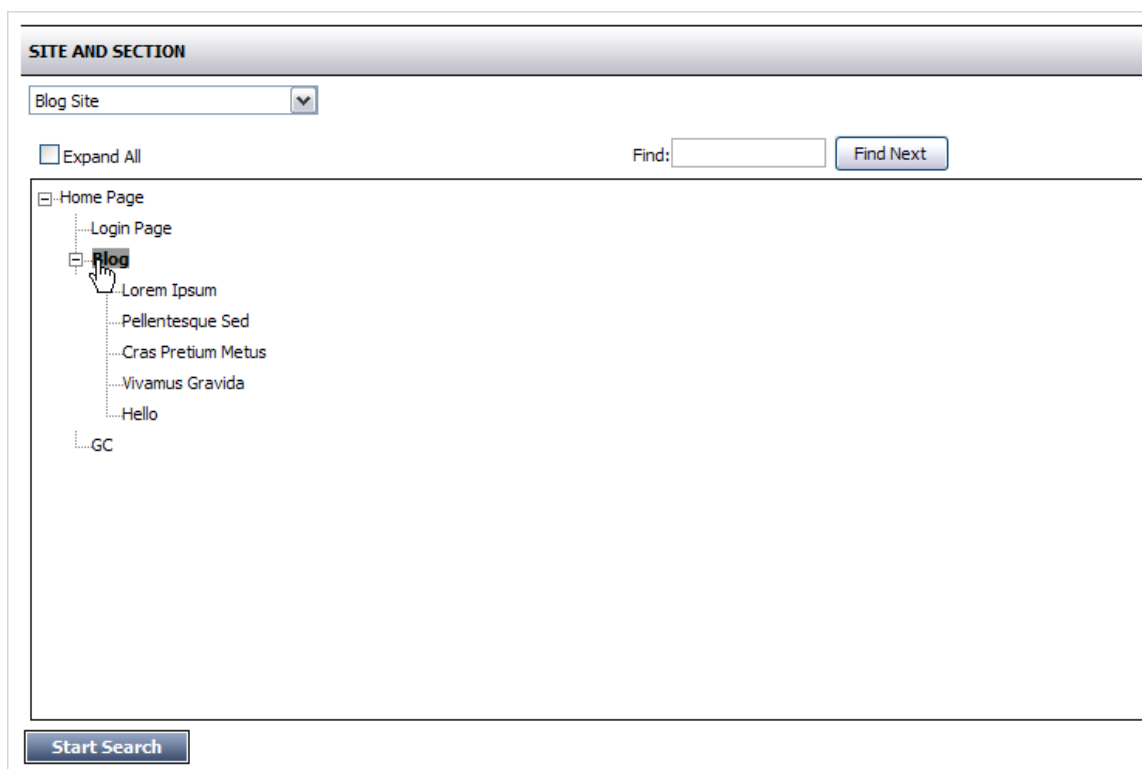 SITE AND SECTION
Blog Site
Expand All Find: Find Next
Home Page
Login Page
Blog
Lorem Ipsum
Pellentesque Sed
Cras Pretium Metus
Vivamus Gravida
Hello
GC
Start Search